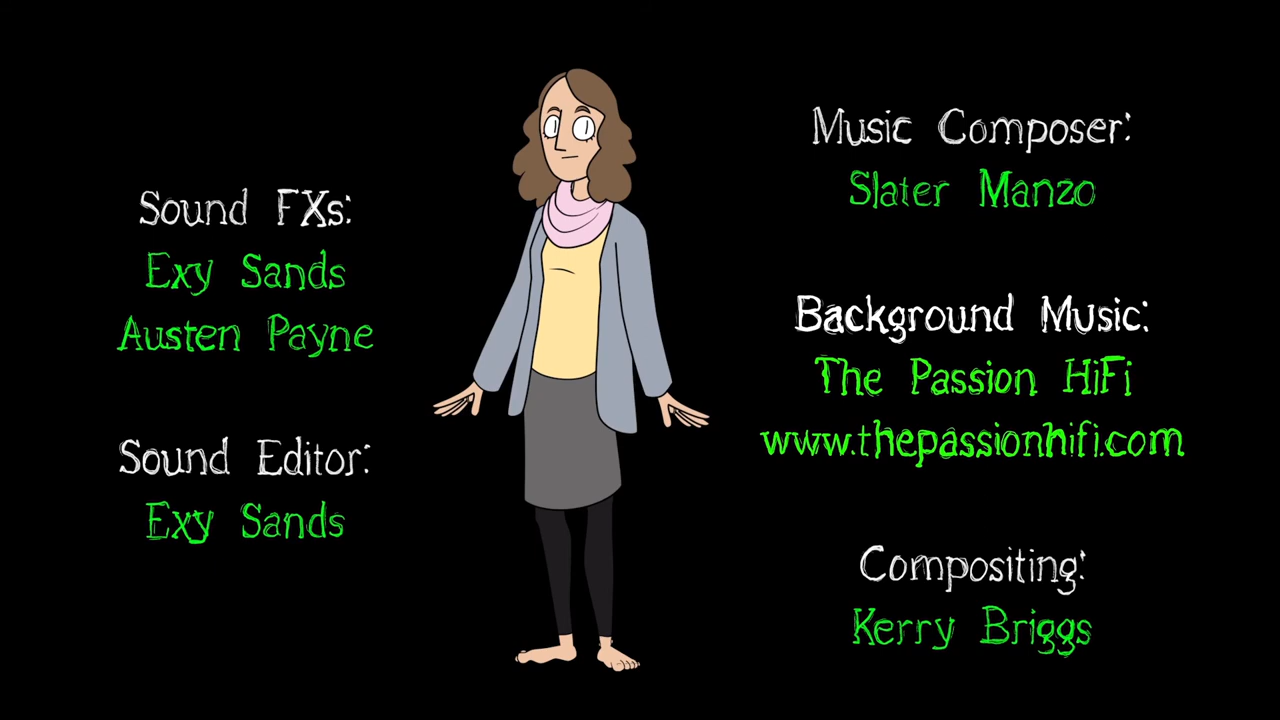 Sound FXs:
Exy Sands
Austen Payne
Sound Editor:
Exy Sands
Music Composer:
Slater Manzo
Background Music:
The Passion HiFi
www.thepassionhifi.com
Compositing:
Kerry Briggs